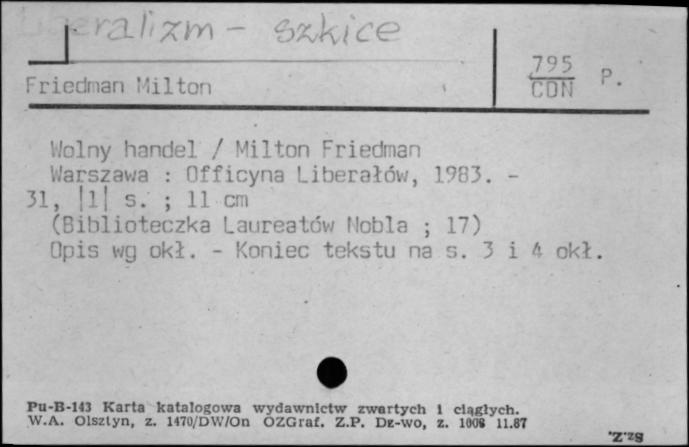 Liberalizm - szkice
795 P.
CDN
Friedman Milton
Wolny handel / Milton Friedman
Warszawa : Officyna Liberałów, 1983. -
31, |1| s. ; 11 cm
(Biblioteczka Laureatów Nobla ; 17)
Opis wg okł. - Koniec tekstu na s. 3 i 4 okł.
Pu-B-143 Karta katalogowa wydawnictw zwartych i ciągłych.
W.A. Olsztyn, z. 1470/DW/On OZGraf. Z.P. Dz-wo, z. 1008 11.87